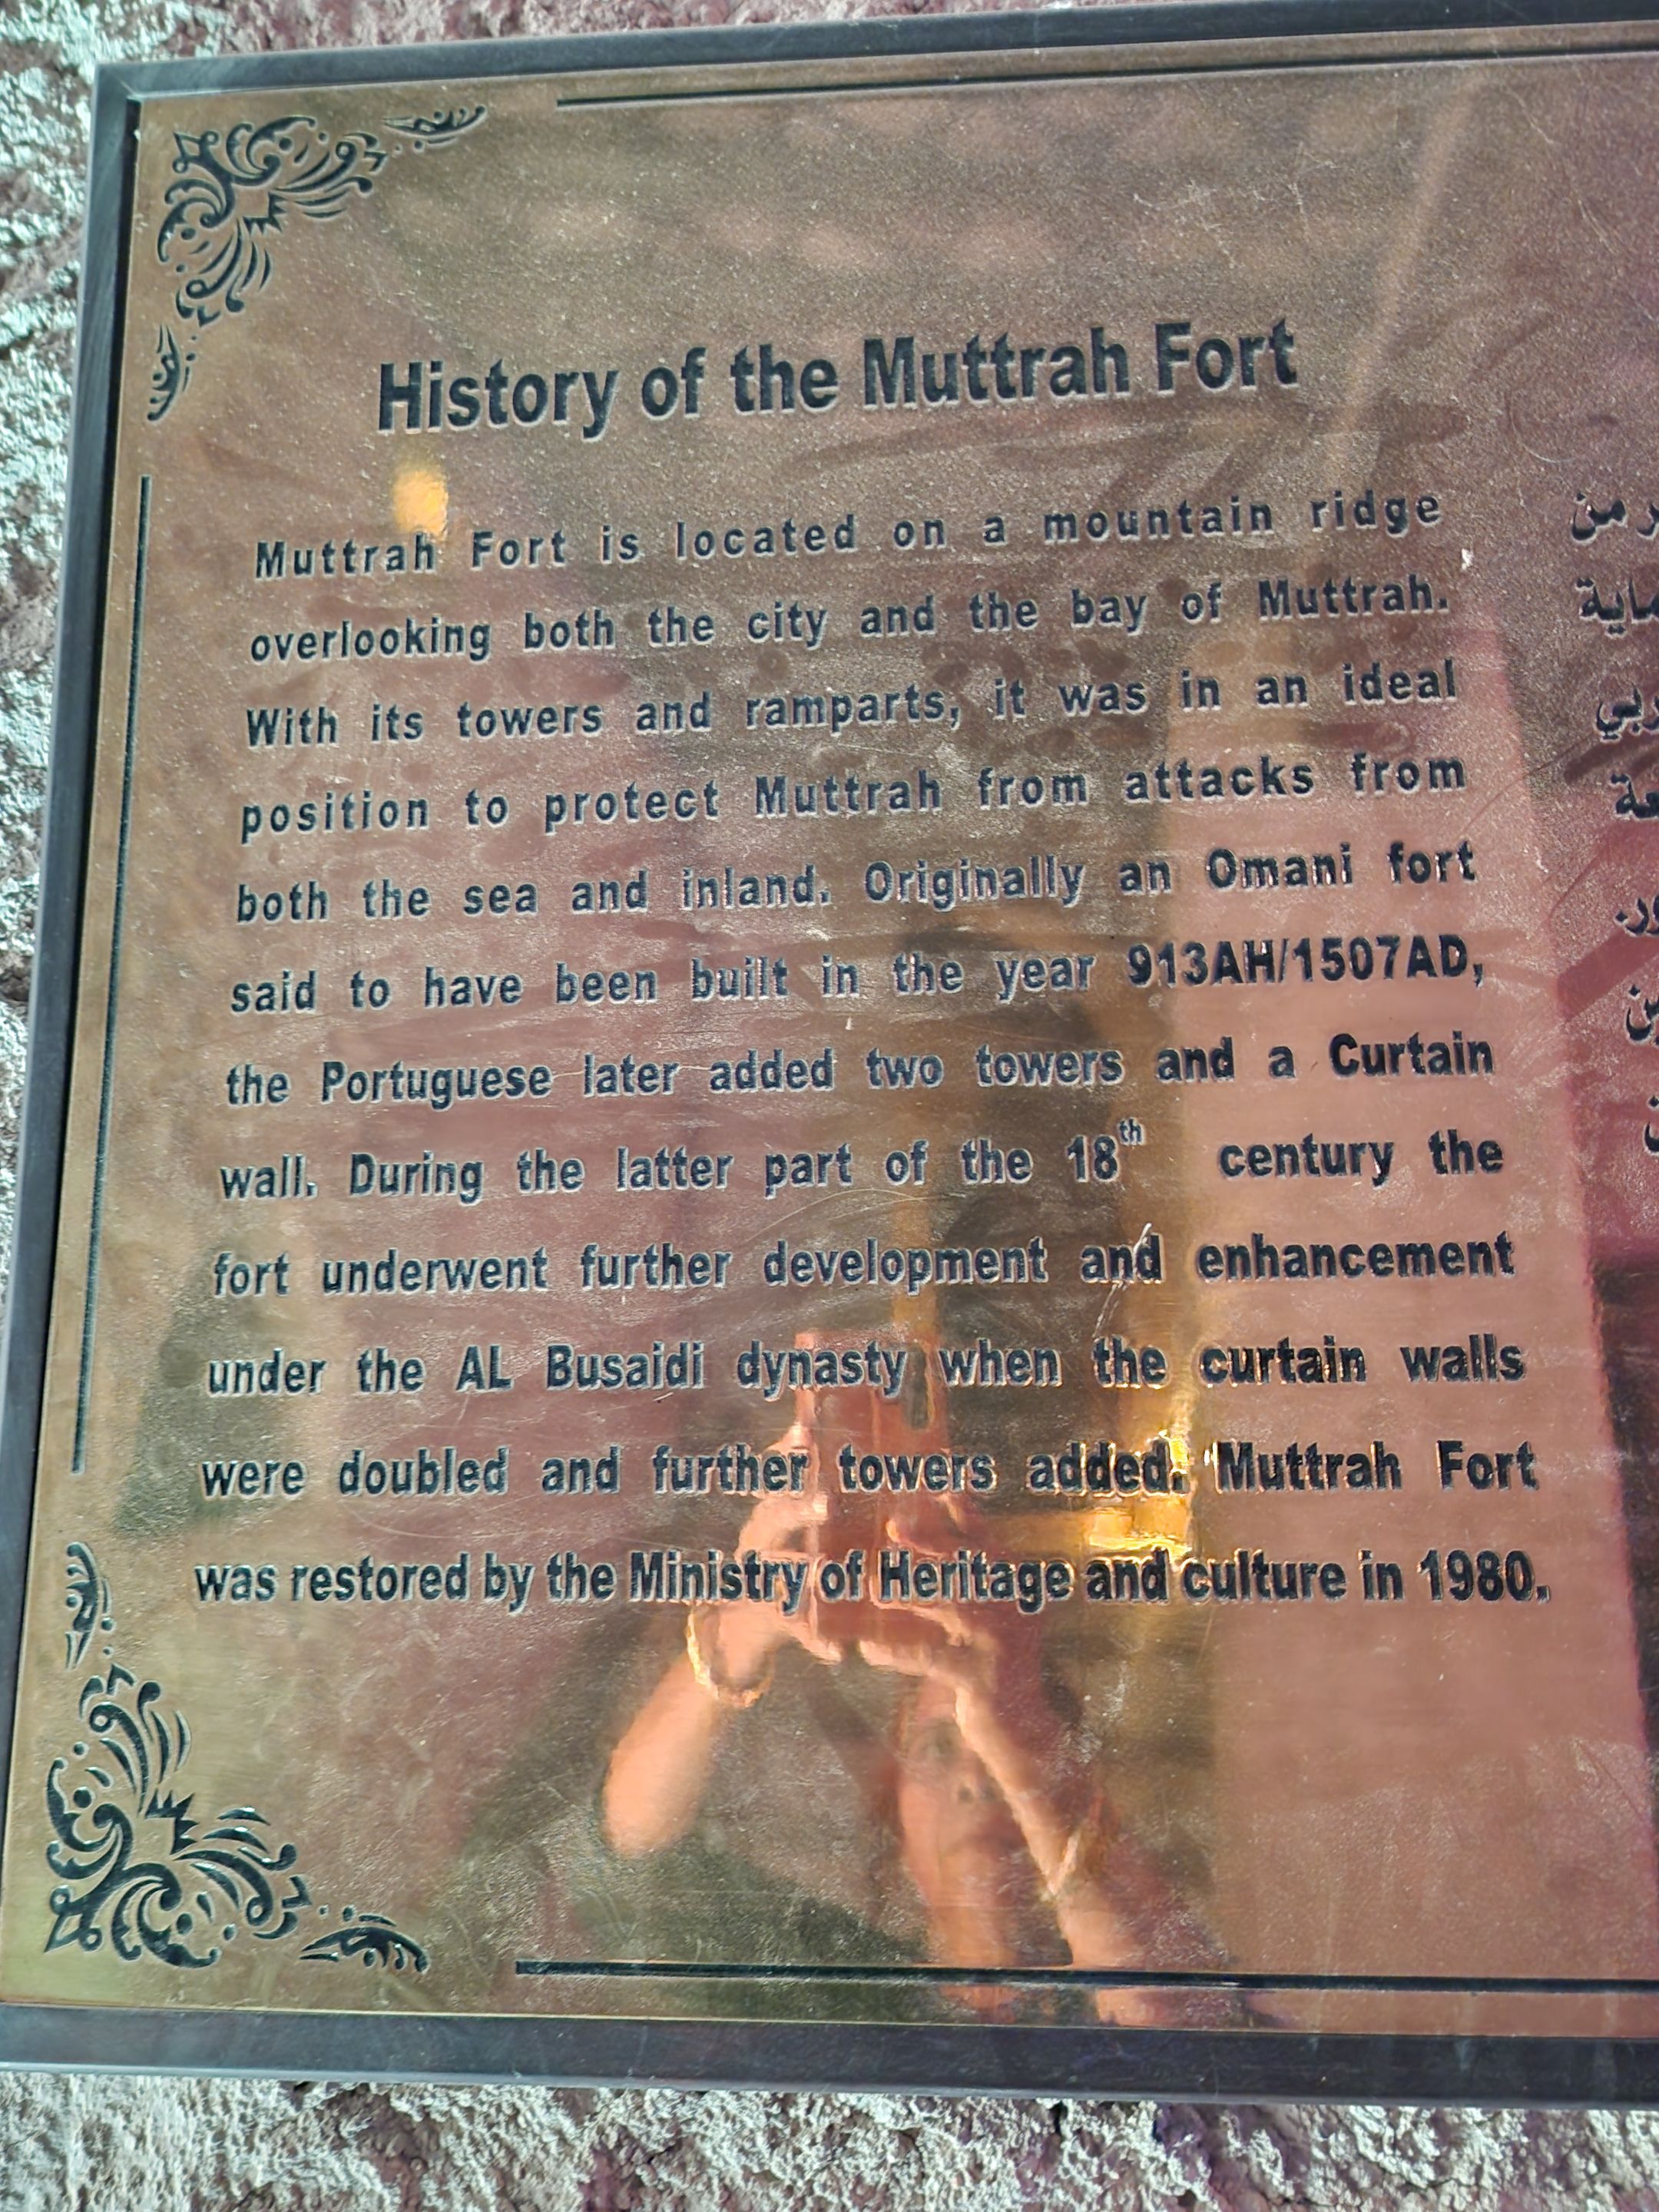 History of the Muttrah Fort
Muttrah Fort is located on a mountain ridge
overlooking both the city and the bay of Muttrah.
With its towers and ramparts, it was in an ideal
position to protect Muttrah from attacks from
both the sea and inland. Originally an Omani fort
said to have been built in the year 913AH/1507AD,
the Portuguese later added two towers and a Curtain
wall. During the latter part of the 18th century the
fort underwent further development and enhancement
under the AL Busaidi dynasty when the curtain walls
were doubled and further towers added. Muttrah Fort
was restored by the Ministry of Heritage and culture in 1980.
من